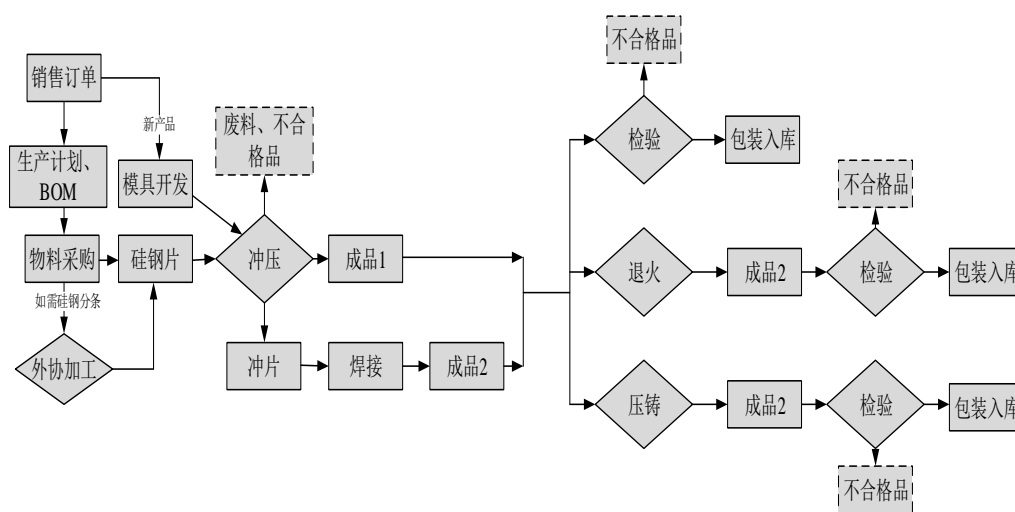 销售订单
新产品
生产计划、
BOM
模具开发
废料、不合
格品
物料采购
硅钢片
冲压
成品1
如需硅钢分条
外协加工
冲片
焊接
成品2
不合格品
检验
包装入库
退火
成品2
不合格品
检验
包装入库
压铸
成品2
检验
包装入库
不合格品